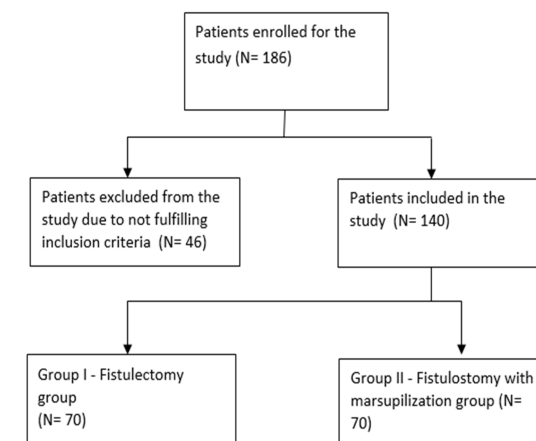 Patients enrolled for the
study (N= 186)
Patients excluded from the
study due to not fulfilling
inclusion criteria  (N= 46)
Patients included in the
study  (N= 140)
Group I - Fistulectomy
group
(N= 70)
Group II - Fistulostomy with
marsupilization group (N=
70)